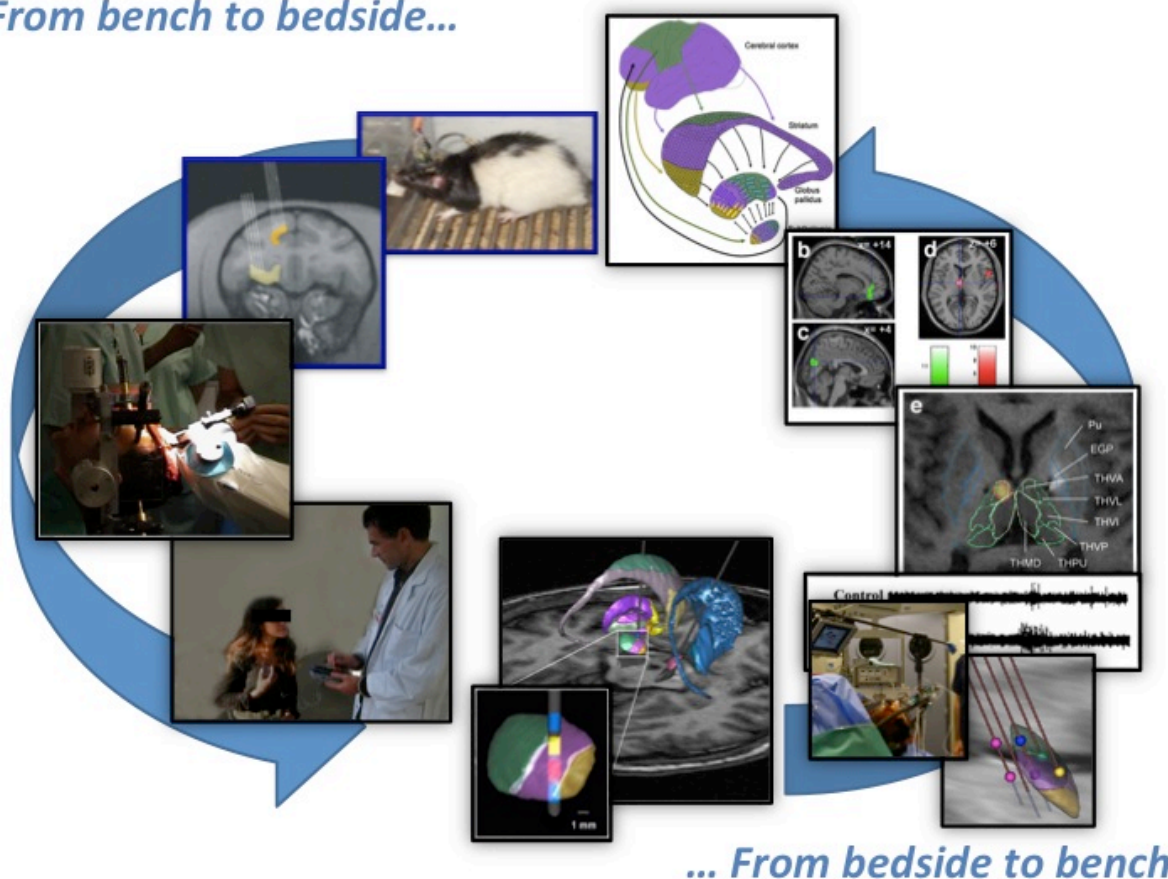 From bench to bedside...
Cerebral cortex
Striatum
Globus
pallidus
b
x= +14
d
z= +6
c
x= +4
e
Pu
EGP
THVA
THVL
THVI
THVP
THMD
THPU
Control
1 mm
... From bedside to bench